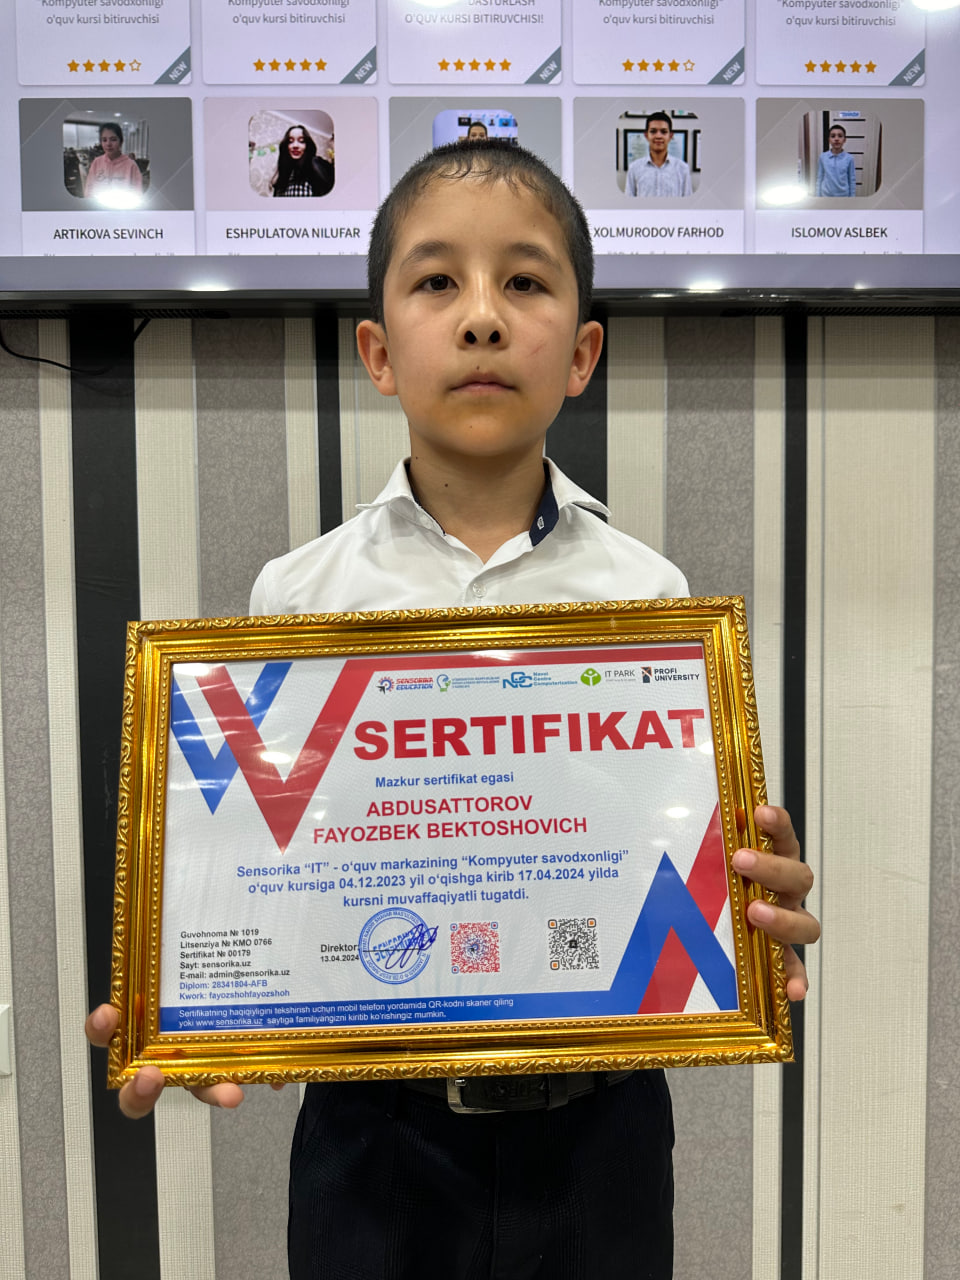 "Kompyuter savodxonligi"
o'quv kursi bitiruvchisi
"Kompyuter savodxonligi"
o'quv kursi bitiruvchisi
DASTURLASH
O'QUV KURSI BITIRUVCHISI!
"Kompyuter savodxonligi"
o'quv kursi bitiruvchisi
"Kompyuter savodxonligi"
o'quv kursi bitiruvchisi
NEW
NEW
NEW
NEW
NEW
ARTIKOVA SEVINCH
ESHPULATOVA NILUFAR
XOLMURODOV FARHOD
ISLOMOV ASLBEK
SENSORIKA
EDUCATION
NCC
Navoi
Centre
Computerization
IT PARK
PROFI
UNIVERSITY
SERTIFIKAT
Mazkur sertifikat egasi
ABDUSATTOROV
FAYOZBEK BEKTOSHOVICH
Sensorika “IT” - o‘quv markazining “Kompyuter savodxonligi”
o‘quv kursiga 04.12.2023 yil o‘qishga kirib 17.04.2024 yilda
kursni muvaffaqiyatli tugatdi.
Guvohnoma № 1019
Litsenziya № KMO 0766
Sertifikat № 00179
Sayt: sensorika.uz
E-mail: admin@sensorika.uz
Diplom: 28341804-AFB
Kwork: fayozshohfayozshoh
Direktor:
13.04.2024
Sertifikatning haqiqiyligini tekshirish uchun mobil telefon yordamida QR-kodni skaner qiling
yoki www.sensorika.uz saytiga familiyangizni kiritib ko‘rishingiz mumkin.